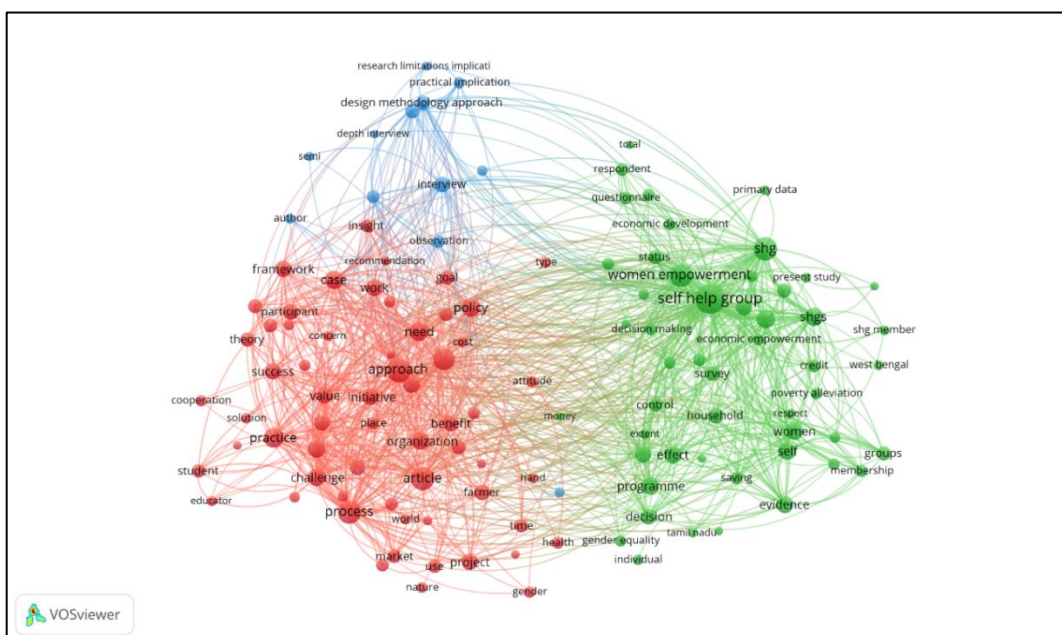 research limitations implicati
practical implication
design methodology approach
depth interview
total
semi
respondent
interview
questionnaire
primary data
author
insight
economic development
observation
shg
recommendation
status
type
framework
case
goal
women empowerment
present study
work
self help group
participant
policy
shgs
concern
need
decision making
shg member
theory
cost
economic empowerment
success
approach
survey
credit
west bengal
attitude
value
initiative
poverty alleviation
cooperation
control
solution
place
benefit
money
household
respect
practice
organization
extent
women
student
challenge
article
effect
self
groups
hand
saving
membership
educator
farmer
programme
process
world
evidence
time
decision
tamil nadu
health
gender equality
market
use
project
individual
nature
gender
VOSviewer